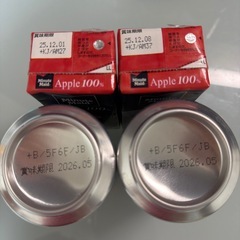 賞味期限
25.12.01
+KJ/AM27
Minute
Maid
Apple 100%
賞味期限
25.12.08
+KJ/AM37
Minute
Maid
Apple 100%
+B/5F6F/JB
賞味期限 2026.05
+B/5F6F/JB
賞味期限 2026.05